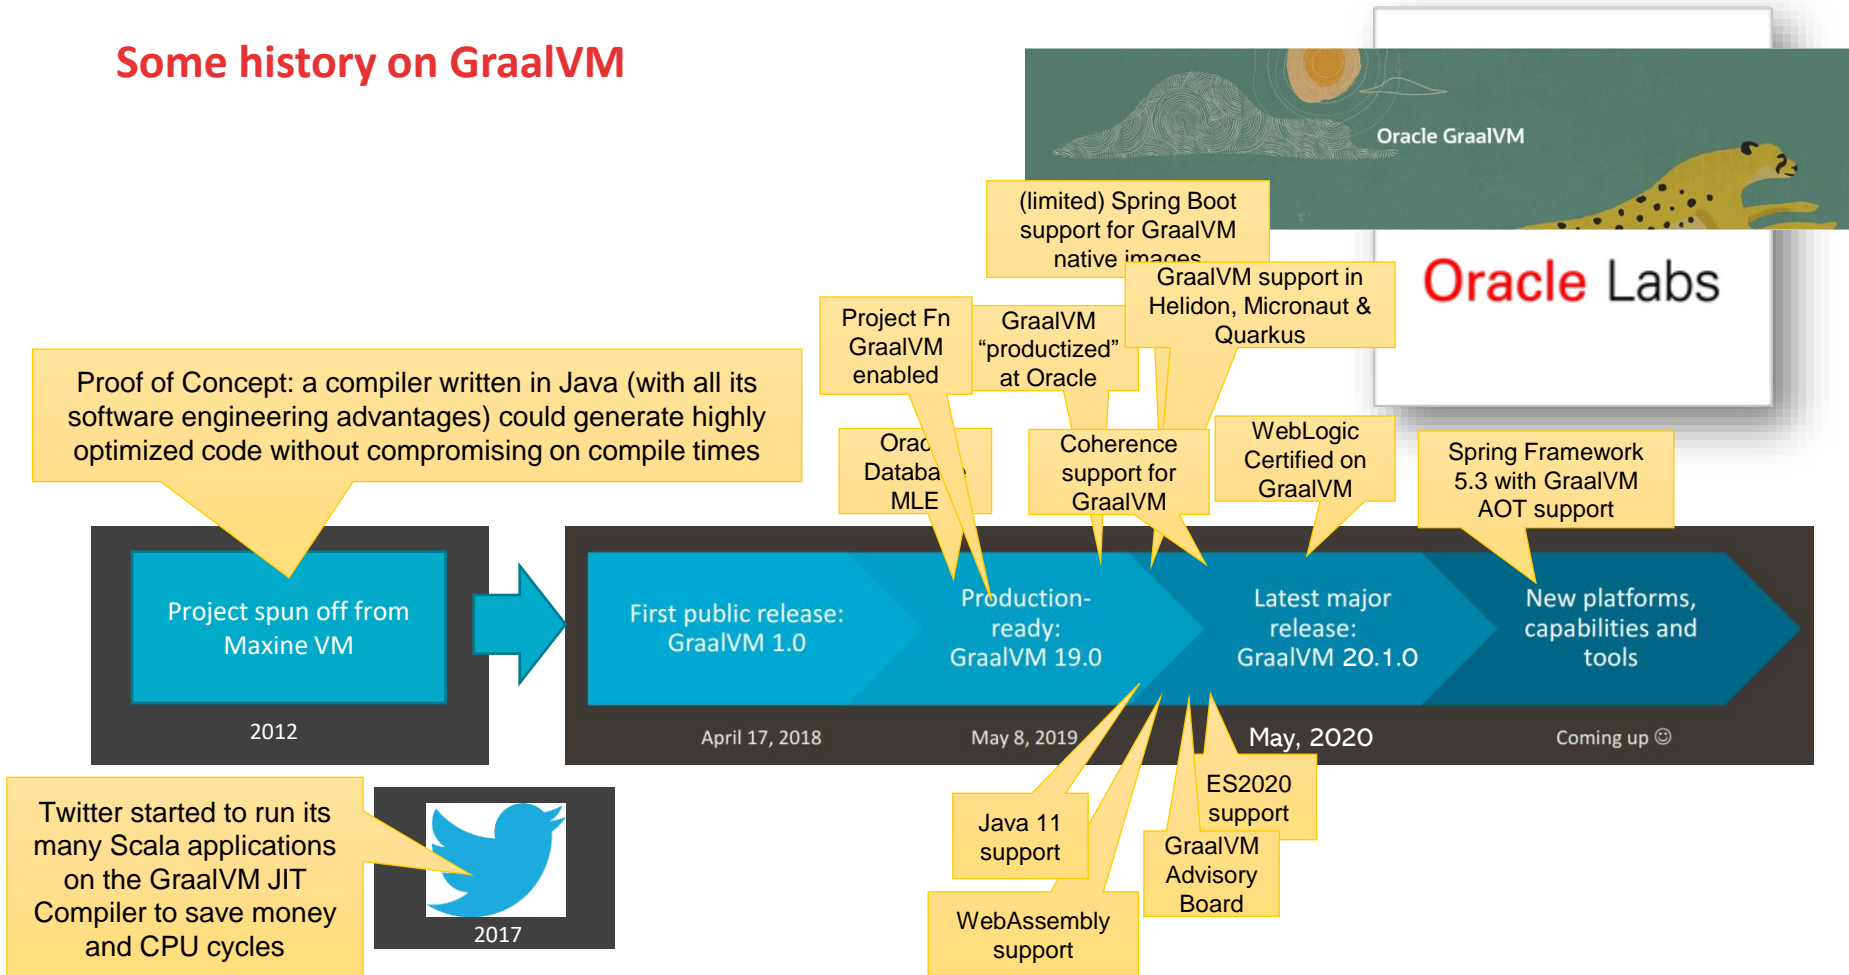 Some history on GraalVM
Oracle GraalVM
Oracle Labs
(limited) Spring Boot
support for GraalVM
native images
GraalVM support in
Helidon, Micronaut &
Quarkus
Project Fn
GraalVM
enabled
GraalVM
“productized”
at Oracle
Proof of Concept: a compiler written in Java (with all its
software engineering advantages) could generate highly
optimized code without compromising on compile times
Oracle
Database
MLE
Coherence
support for
GraalVM
WebLogic
Certified on
GraalVM
Spring Framework
5.3 with GraalVM
AOT support
Project spun off from
Maxine VM
2012
First public release:
GraalVM 1.0
April 17, 2018
Production-
ready:
GraalVM 19.0
May 8, 2019
Latest major
release:
GraalVM 20.1.0
May, 2020
New platforms,
capabilities and
tools
Coming up ☺
Twitter started to run its
many Scala applications
on the GraalVM JIT
Compiler to save money
and CPU cycles
2017
Java 11
support
WebAssembly
support
GraalVM
Advisory
Board
ES2020
support